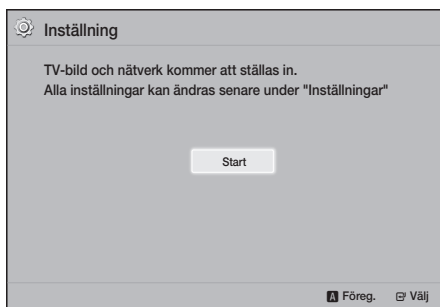 Inställning
TV-bild och nätverk kommer att ställas in.
Alla inställningar kan ändras senare under "Inställningar"
Start
A Föreg. Välj